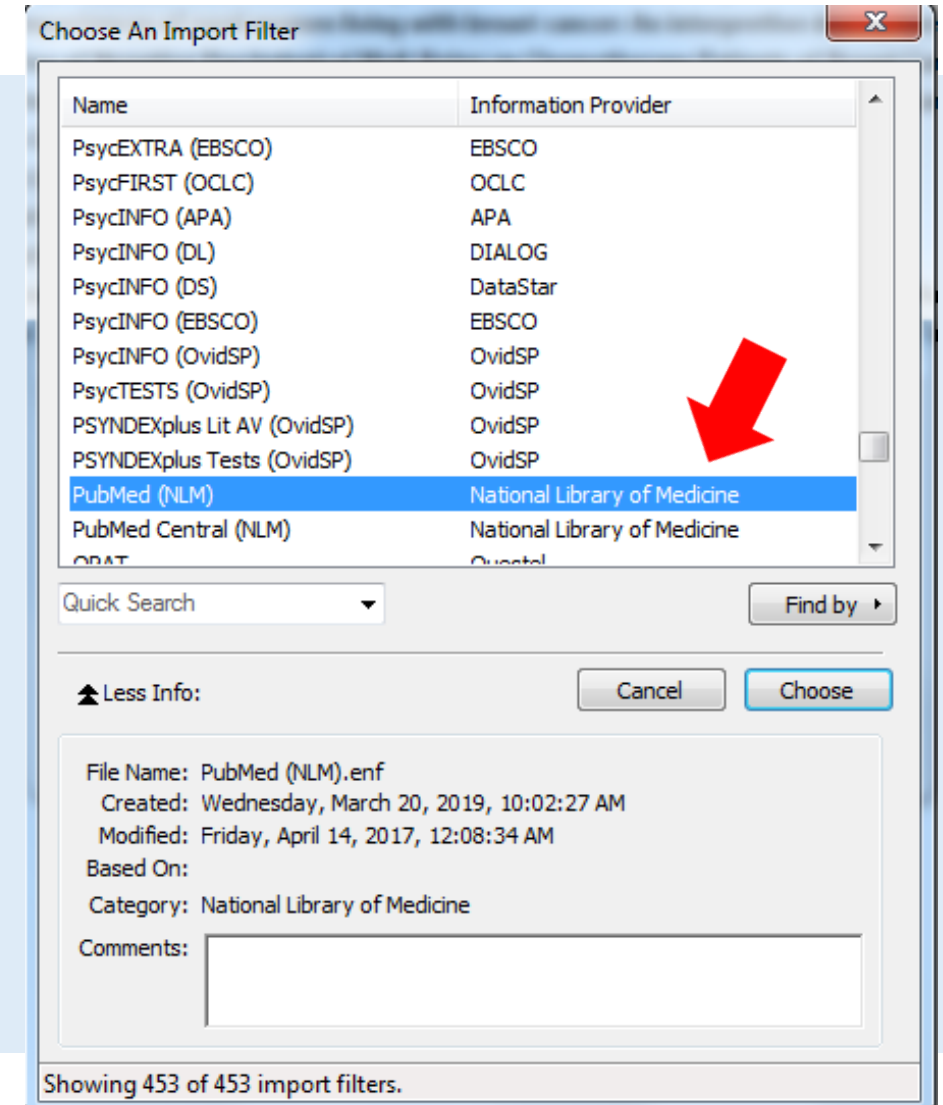 Choose An Import Filter
Name Information Provider
PsycEXTRA (EBSCO) EBSCO
PsycFIRST (OCLC) OCLC
PsycINFO (APA) APA
PsycINFO (DL) DIALOG
PsycINFO (DS) DataStar
PsycINFO (EBSCO) EBSCO
PsycINFO (OvidSP) OvidSP
PsycTESTS (OvidSP) OvidSP
PSYNDEXplus Lit AV (OvidSP) OvidSP
PSYNDEXplus Tests (OvidSP) OvidSP
PubMed (NLM) National Library of Medicine
PubMed Central (NLM) National Library of Medicine
Quick Search Find by
Less Info: Cancel Choose
File Name: PubMed (NLM).enf
Created: Wednesday, March 20, 2019, 10:02:27 AM
Modified: Friday, April 14, 2017, 12:08:34 AM
Based On:
Category: National Library of Medicine
Comments:
Showing 453 of 453 import filters.